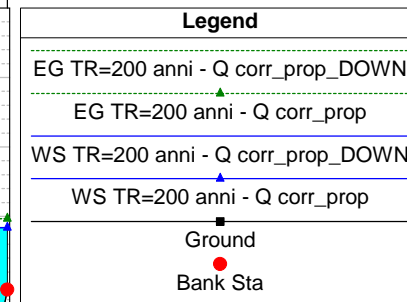 Legend
EG TR=200 anni - Q corr_prop_DOWN
EG TR=200 anni - Q corr_prop
WS TR=200 anni - Q corr_prop_DOWN
WS TR=200 anni - Q corr_prop
Ground
Bank Sta